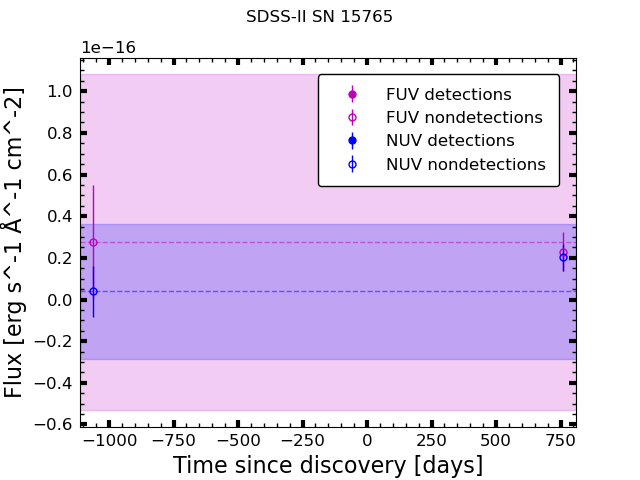 SDSS-II SN 15765
1e−16
Flux [erg s^-1 Å^-1 cm^-2]
1.0
0.8
0.6
0.4
0.2
0.0
−0.2
−0.4
−0.6
FUV detections
FUV nondetections
NUV detections
NUV nondetections
−1000 −750 −500 −250 0 250 500 750
Time since discovery [days]